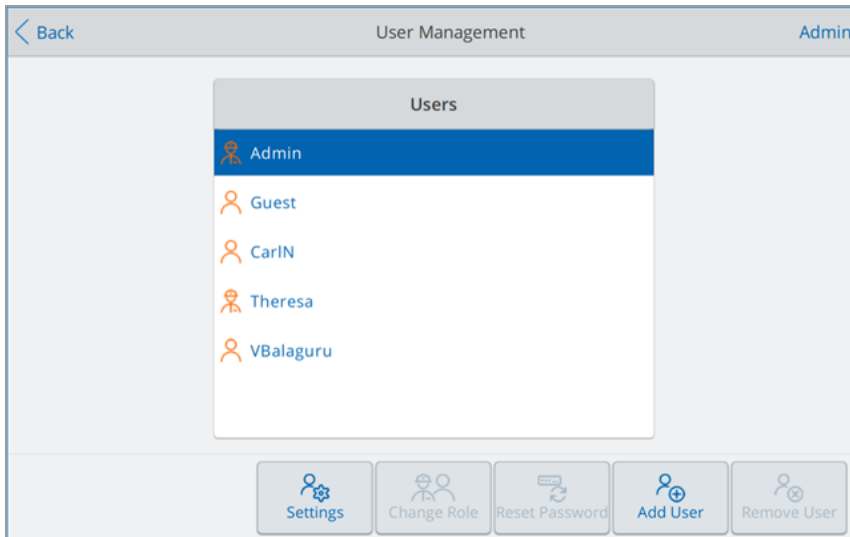 Back
User Management
Admin
Users
Admin
Guest
CarlN
Theresa
VBalaguru
Settings
Change Role
Reset Password
Add User
Remove User